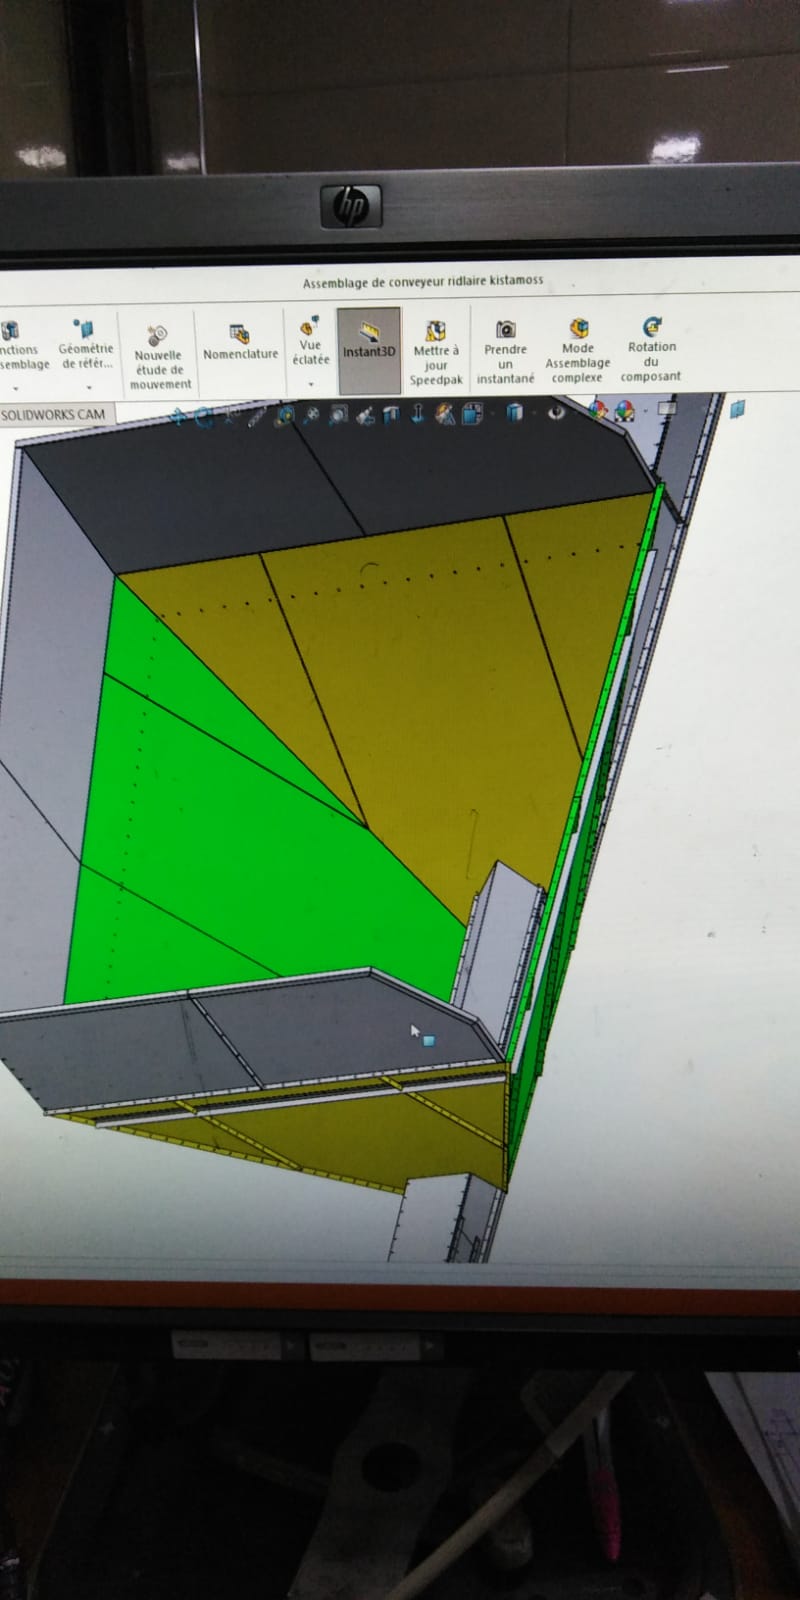 hp
Assemblage de conveyeur ridlaire kistamoss
nctions
semblage
Géométrie
de référ...
Nouvelle
étude de
mouvement
Nomenclature
Vue
éclatée
Instant3D
Mettre à
jour
Speedpak
Prendre
un
instantané
Mode
Assemblage
complexe
Rotation
du
composant
SOLIDWORKS CAM